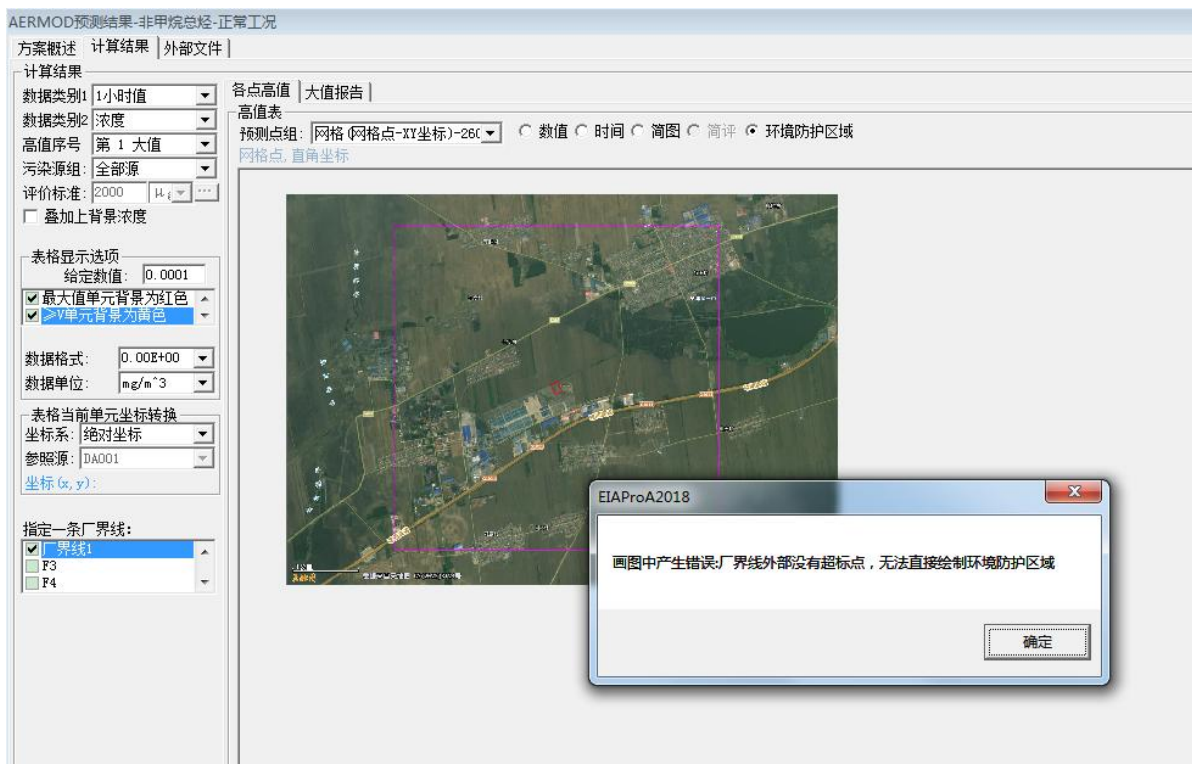 AERMOD预测结果-非甲烷总烃-正常工况
方案概述 计算结果 外部文件
计算结果
数据类别1 1小时值
数据类别2 浓度
高值序号 第 1 大值
污染源组: 全部源
评价标准: 2000
叠加上背景浓度
表格显示选项
给定数值: 0.0001
最大值单元背景为红色
≥V单元背景为黄色
数据格式: 0.00E+00
数据单位: mg/m^3
表格当前单元坐标转换
坐标系: 绝对坐标
参照源: DA001
坐标(x,y):
指定一条厂界线:
厂界线1
F3
F4
各点高值 大值报告
高值表
预测点组: 网格(网格点-XY坐标)-260 数值 时间 简图 简评 环境防护区域
网格点,直角坐标
EIAProA2018
画图中产生错误:厂界线外部没有超标点，无法直接绘制环境防护区域
确定